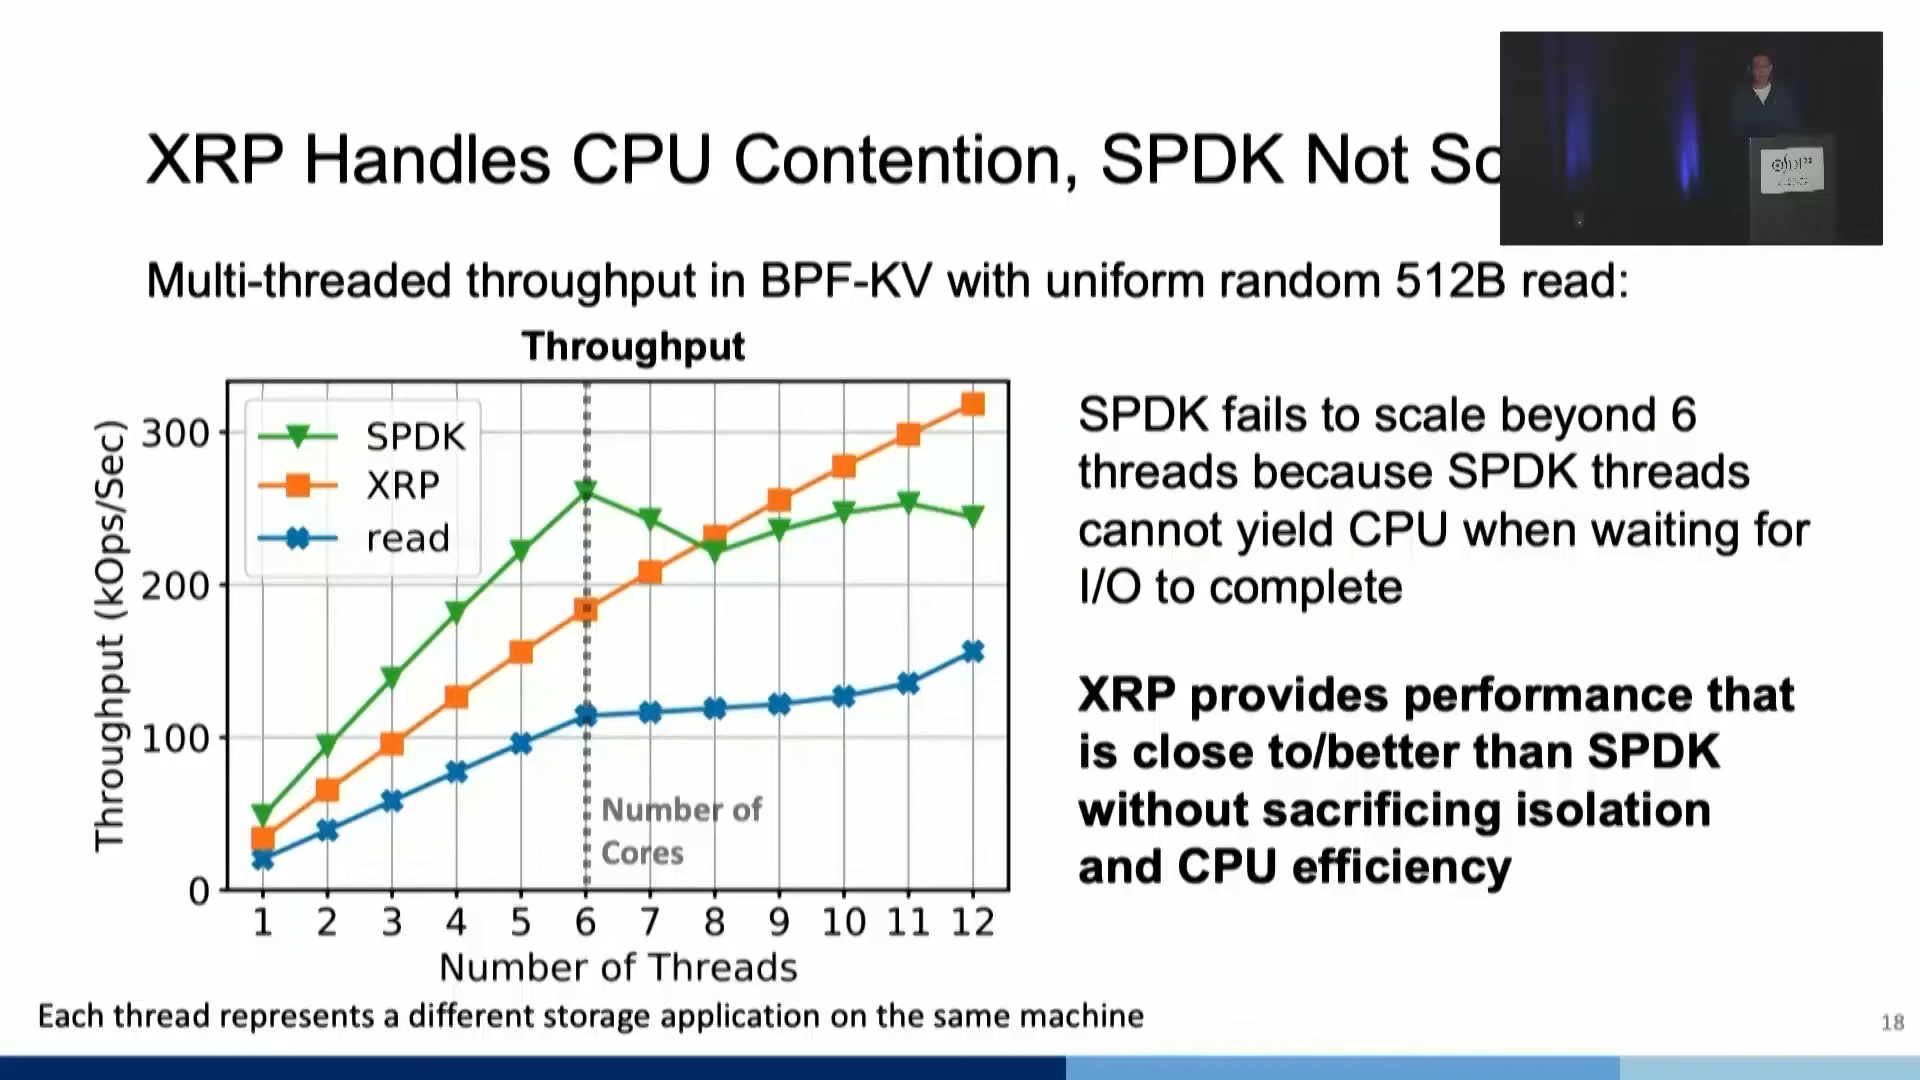 XRP Handles CPU Contention, SPDK Not
Multi-threaded throughput in BPF-KV with uniform random 512B read:
Throughput
SPDK
XRP
read
Throughput (kOps/Sec)
300
200
100
0
Number of
Cores
1 2 3 4 5 6 7 8 9 10 11 12
Number of Threads
SPDK fails to scale beyond 6
threads because SPDK threads
cannot yield CPU when waiting for
I/O to complete
XRP provides performance that
is close to/better than SPDK
without sacrificing isolation
and CPU efficiency
Each thread represents a different storage application on the same machine
18